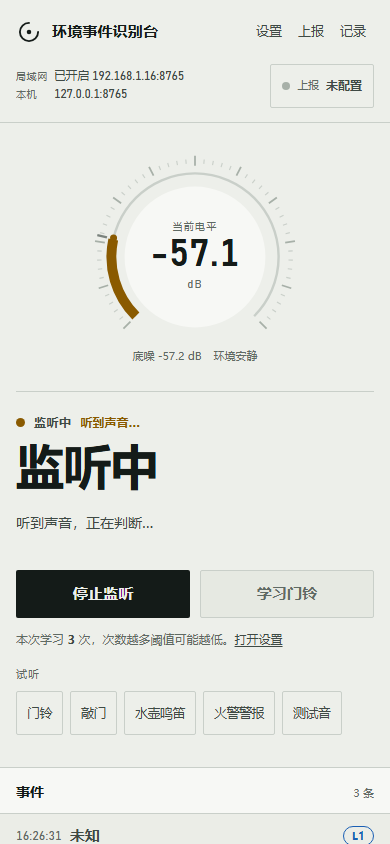 环境事件识别台 设置 上报 记录
局域网 已开启 192.168.1.16:8765
本机 127.0.0.1:8765
上报 未配置
当前电平
-57.1
dB
底噪 -57.2 dB 环境安静
监听中 听到声音…
监听中
听到声音，正在判断…
停止监听 学习门铃
本次学习 3 次，次数越多阈值可能越低。打开设置
试听
门铃 敲门 水壶鸣笛 火警警报 测试音
事件 3 条
16:26:31 未知 L1